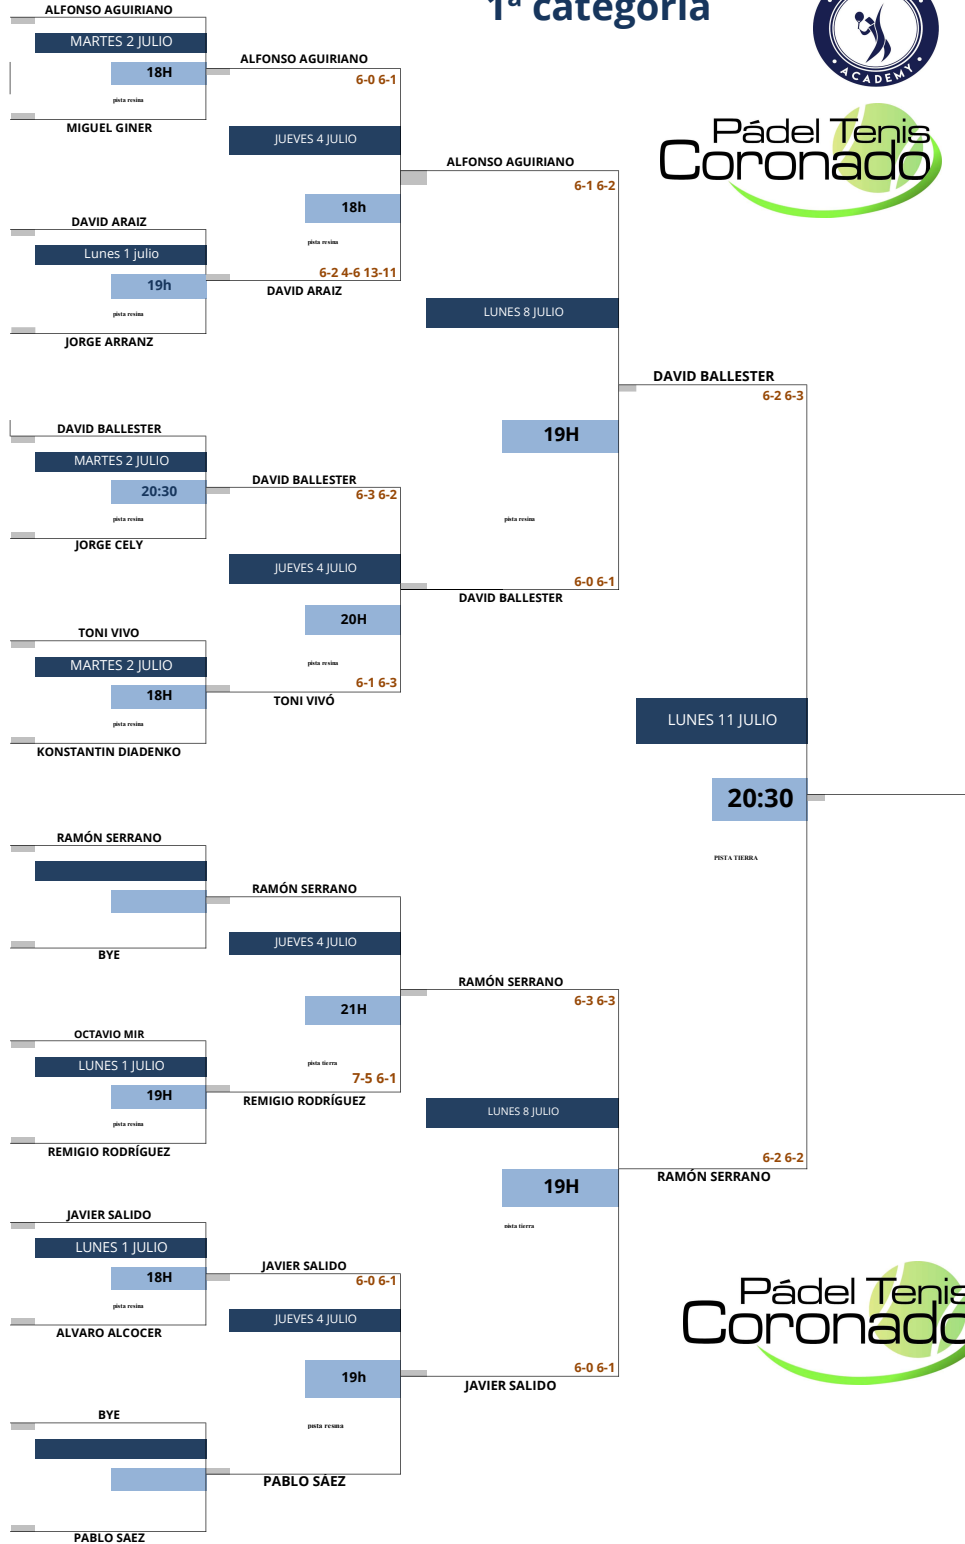 1ª categoría
ACADEMY
Pádel Tenis
Coronado
ALFONSO AGUIRIANO
MARTES 2 JULIO
18H
pista resina
MIGUEL GINER
DAVID ARAIZ
Lunes 1 julio
19h
pista resina
JORGE ARRANZ
DAVID BALLESTER
MARTES 2 JULIO
20:30
pista resina
JORGE CELY
TONI VIVO
MARTES 2 JULIO
18H
pista resina
KONSTANTIN DIADENKO
RAMÓN SERRANO
BYE
OCTAVIO MIR
LUNES 1 JULIO
19H
pista resina
REMIGIO RODRÍGUEZ
JAVIER SALIDO
LUNES 1 JULIO
18H
pista resina
ALVARO ALCOCER
BYE
PABLO SAEZ
ALFONSO AGUIRIANO
6-0 6-1
JUEVES 4 JULIO
18h
pista resina
6-2 4-6 13-11
DAVID ARAIZ
DAVID BALLESTER
6-3 6-2
JUEVES 4 JULIO
20H
pista resina
6-1 6-3
TONI VIVÓ
RAMÓN SERRANO
JUEVES 4 JULIO
21H
pista tierra
7-5 6-1
REMIGIO RODRÍGUEZ
JAVIER SALIDO
6-0 6-1
JUEVES 4 JULIO
19h
pista resina
PABLO SÁEZ
ALFONSO AGUIRIANO
6-1 6-2
LUNES 8 JULIO
19H
pista resina
6-0 6-1
DAVID BALLESTER
RAMÓN SERRANO
6-3 6-3
LUNES 8 JULIO
19H
pista tierra
6-0 6-1
JAVIER SALIDO
DAVID BALLESTER
6-2 6-3
LUNES 11 JULIO
20:30
PISTA TIERRA
6-2 6-2
RAMÓN SERRANO
Pádel Tenis
Coronado